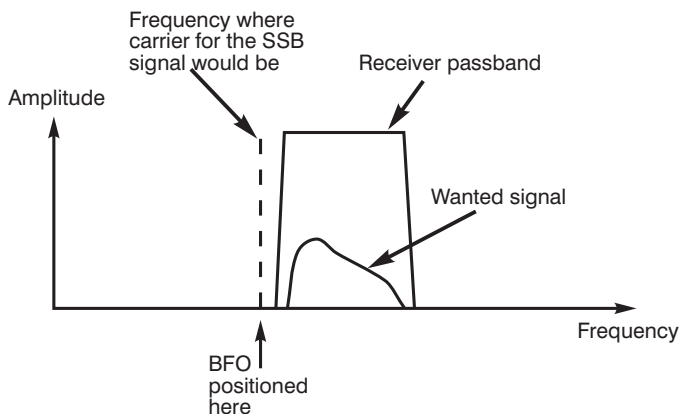 Frequency where
carrier for the SSB
signal would be
Receiver passband
Amplitude
Wanted signal
Frequency
BFO
positioned
here